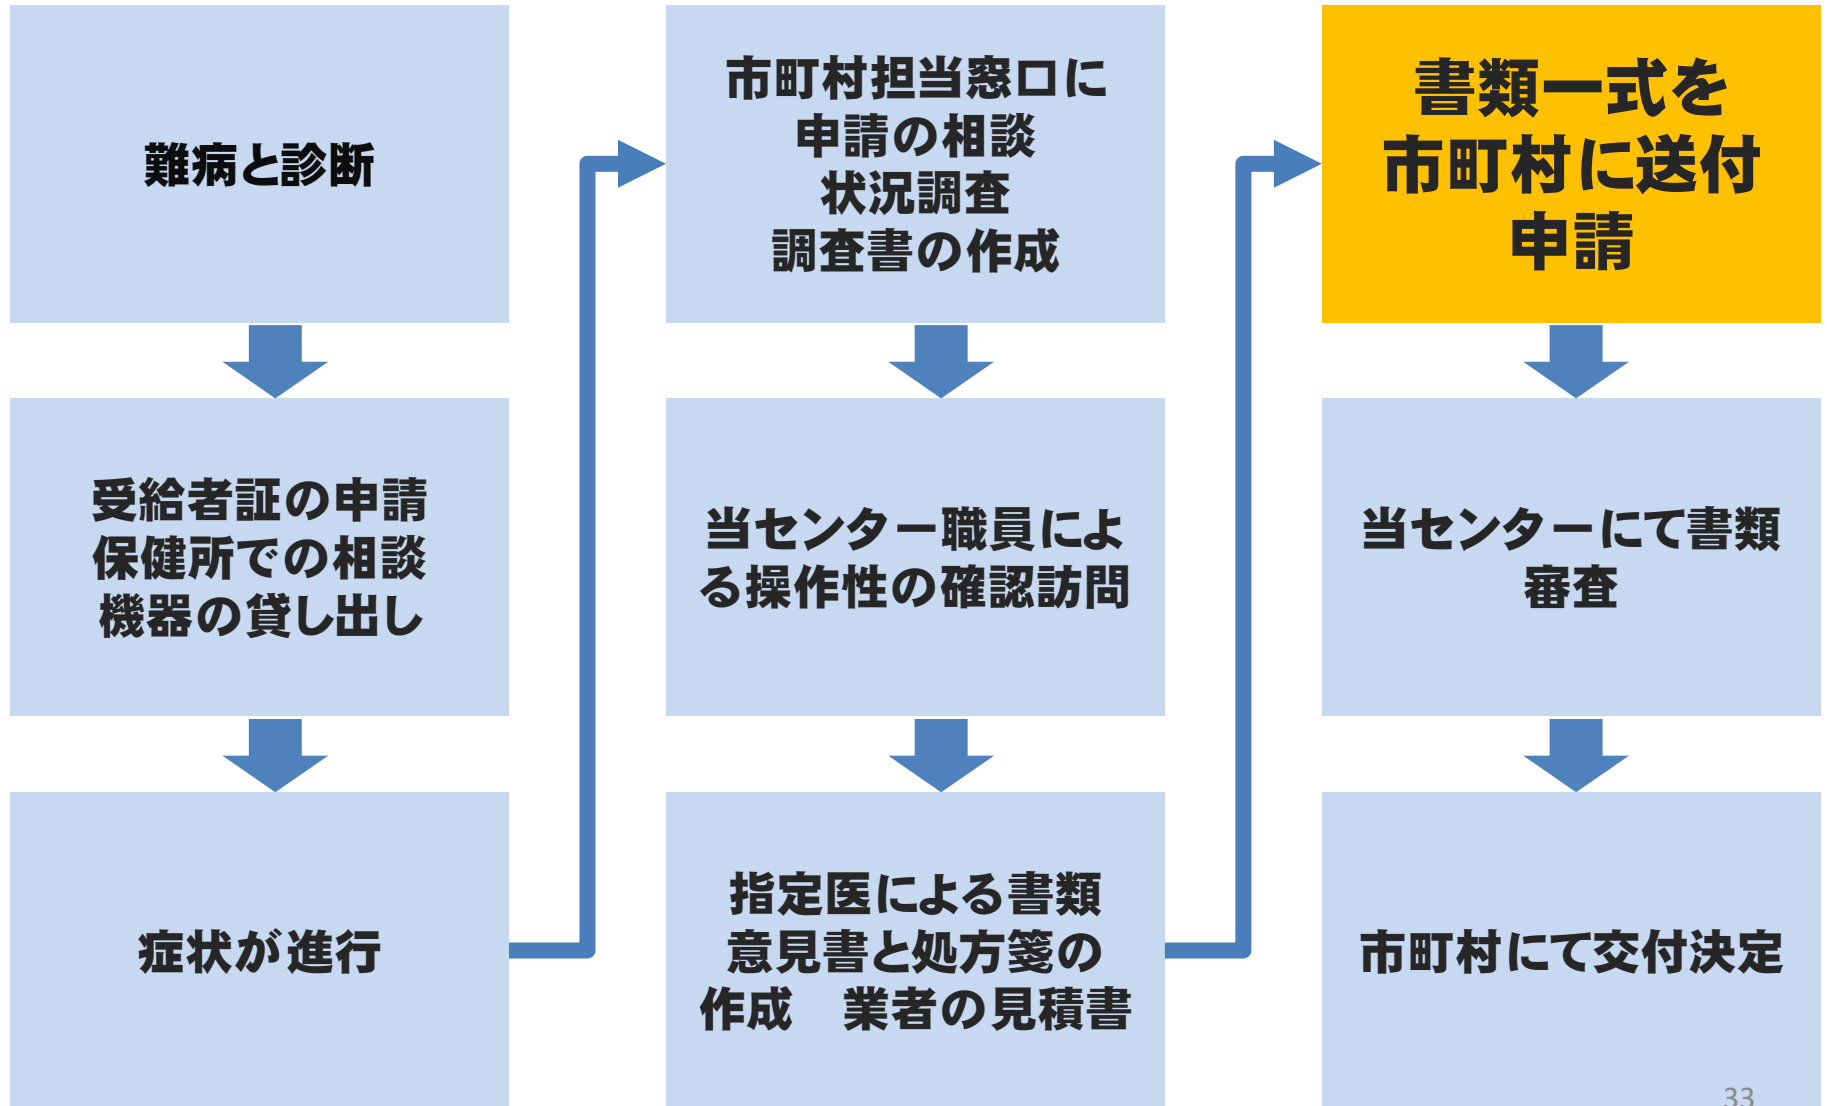 難病と診断
受給者証の申請
保健所での相談
機器の貸し出し
症状が進行
市町村担当窓口に
申請の相談
状況調査
調査書の作成
当センター職員によ
る操作性の確認訪問
指定医による書類
意見書と処方箋の
作成　業者の見積書
書類一式を
市町村に送付
申請
当センターにて書類
審査
市町村にて交付決定
33